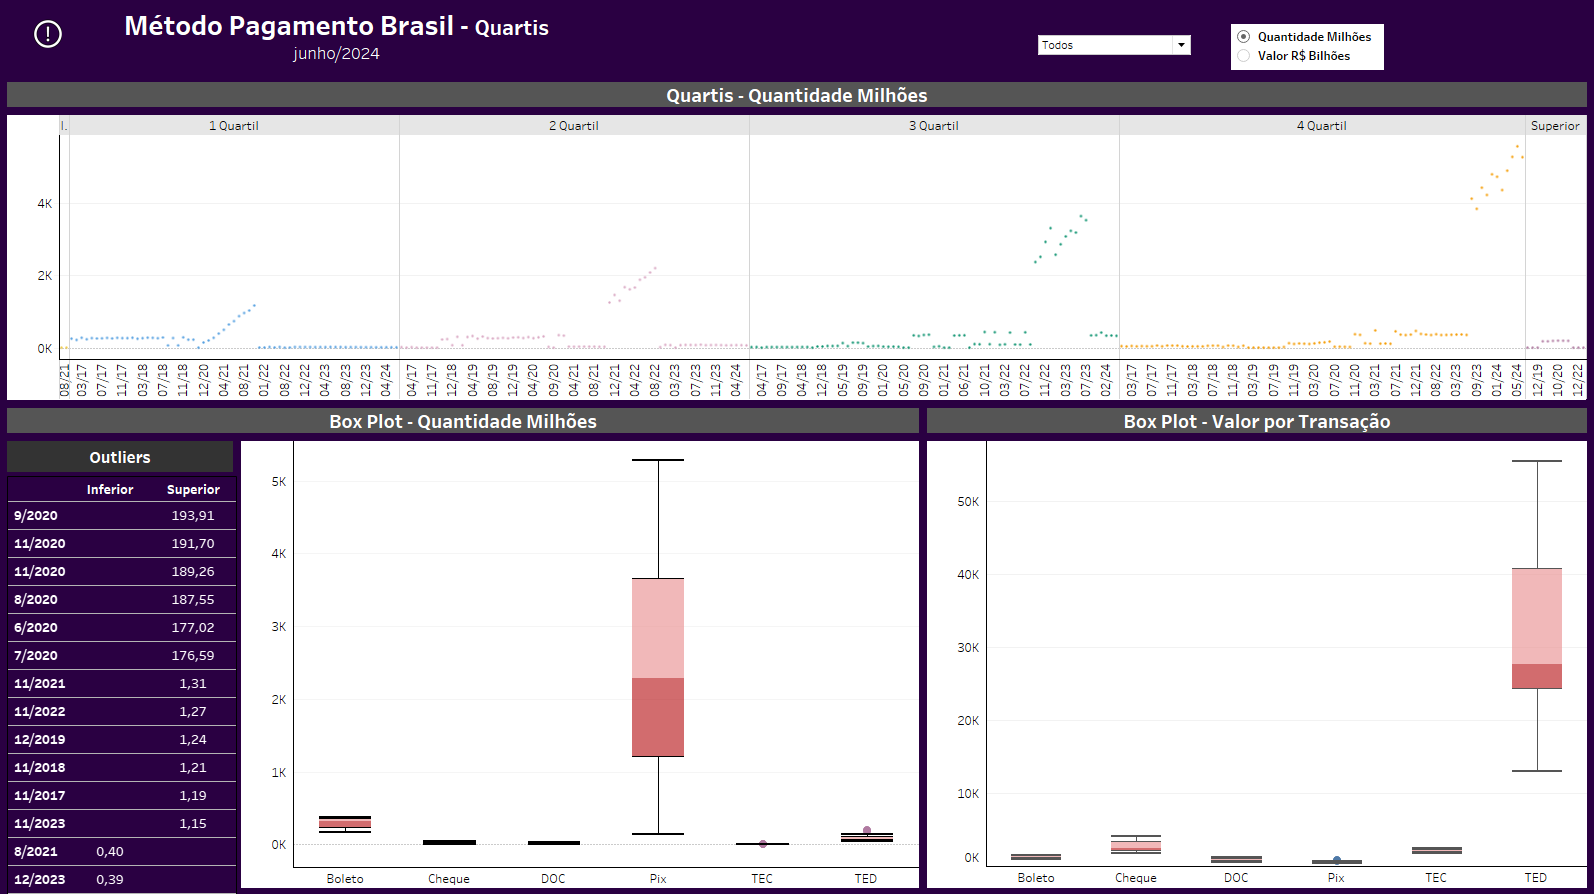 Método Pagamento Brasil - Quartis
junho/2024
Todos
Quantidade Milhões
Valor R$ Bilhões
Quartis - Quantidade Milhões
I. 1 Quartil 2 Quartil 3 Quartil 4 Quartil Superior
4K
2K
0K
08/21 03/17 07/17 11/17 03/18 07/18 11/18 12/20 04/21 08/21 01/22 08/22 12/22 04/23 08/23 12/23 04/24 04/17 11/17 12/18 04/19 08/19 12/19 04/20 09/20 04/21 08/21 12/21 04/22 08/22 03/23 07/23 11/23 04/24 04/17 09/17 04/18 12/18 05/19 09/19 01/20 05/20 09/20 01/21 06/21 10/21 03/22 07/22 11/22 03/23 07/23 02/24 03/17 07/17 11/17 03/18 07/18 11/18 03/19 07/19 11/19 03/20 07/20 11/20 03/21 07/21 12/21 08/22 03/23 09/23 01/24 05/24 12/19 10/20 12/22
Box Plot - Quantidade Milhões
Box Plot - Valor por Transação
Outliers
Inferior Superior
9/2020 193,91
11/2020 191,70
11/2020 189,26
8/2020 187,55
6/2020 177,02
7/2020 176,59
11/2021 1,31
11/2022 1,27
12/2019 1,24
11/2018 1,21
11/2017 1,19
11/2023 1,15
8/2021 0,40
12/2023 0,39
5K
4K
3K
2K
1K
0K
Boleto Cheque DOC Pix TEC TED
50K
40K
30K
20K
10K
0K
Boleto Cheque DOC Pix TEC TED